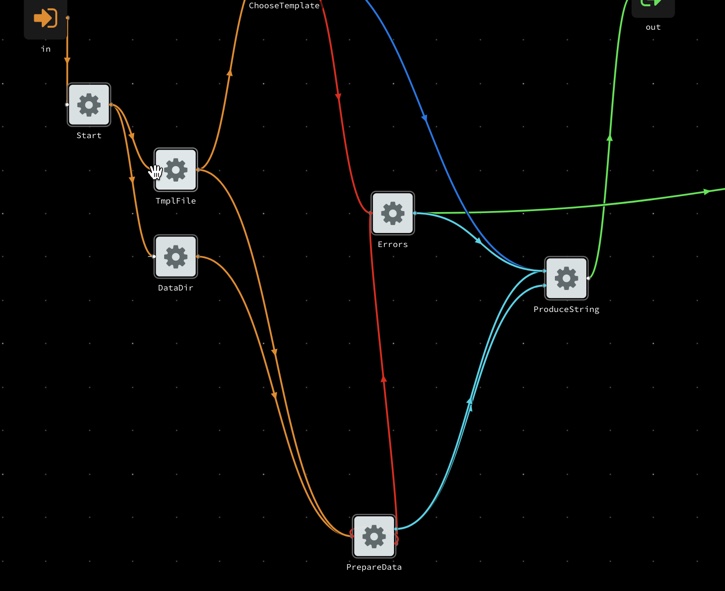 ChooseTemplate
out
in
Start
TmplFile
Errors
DataDir
ProduceString
PrepareData